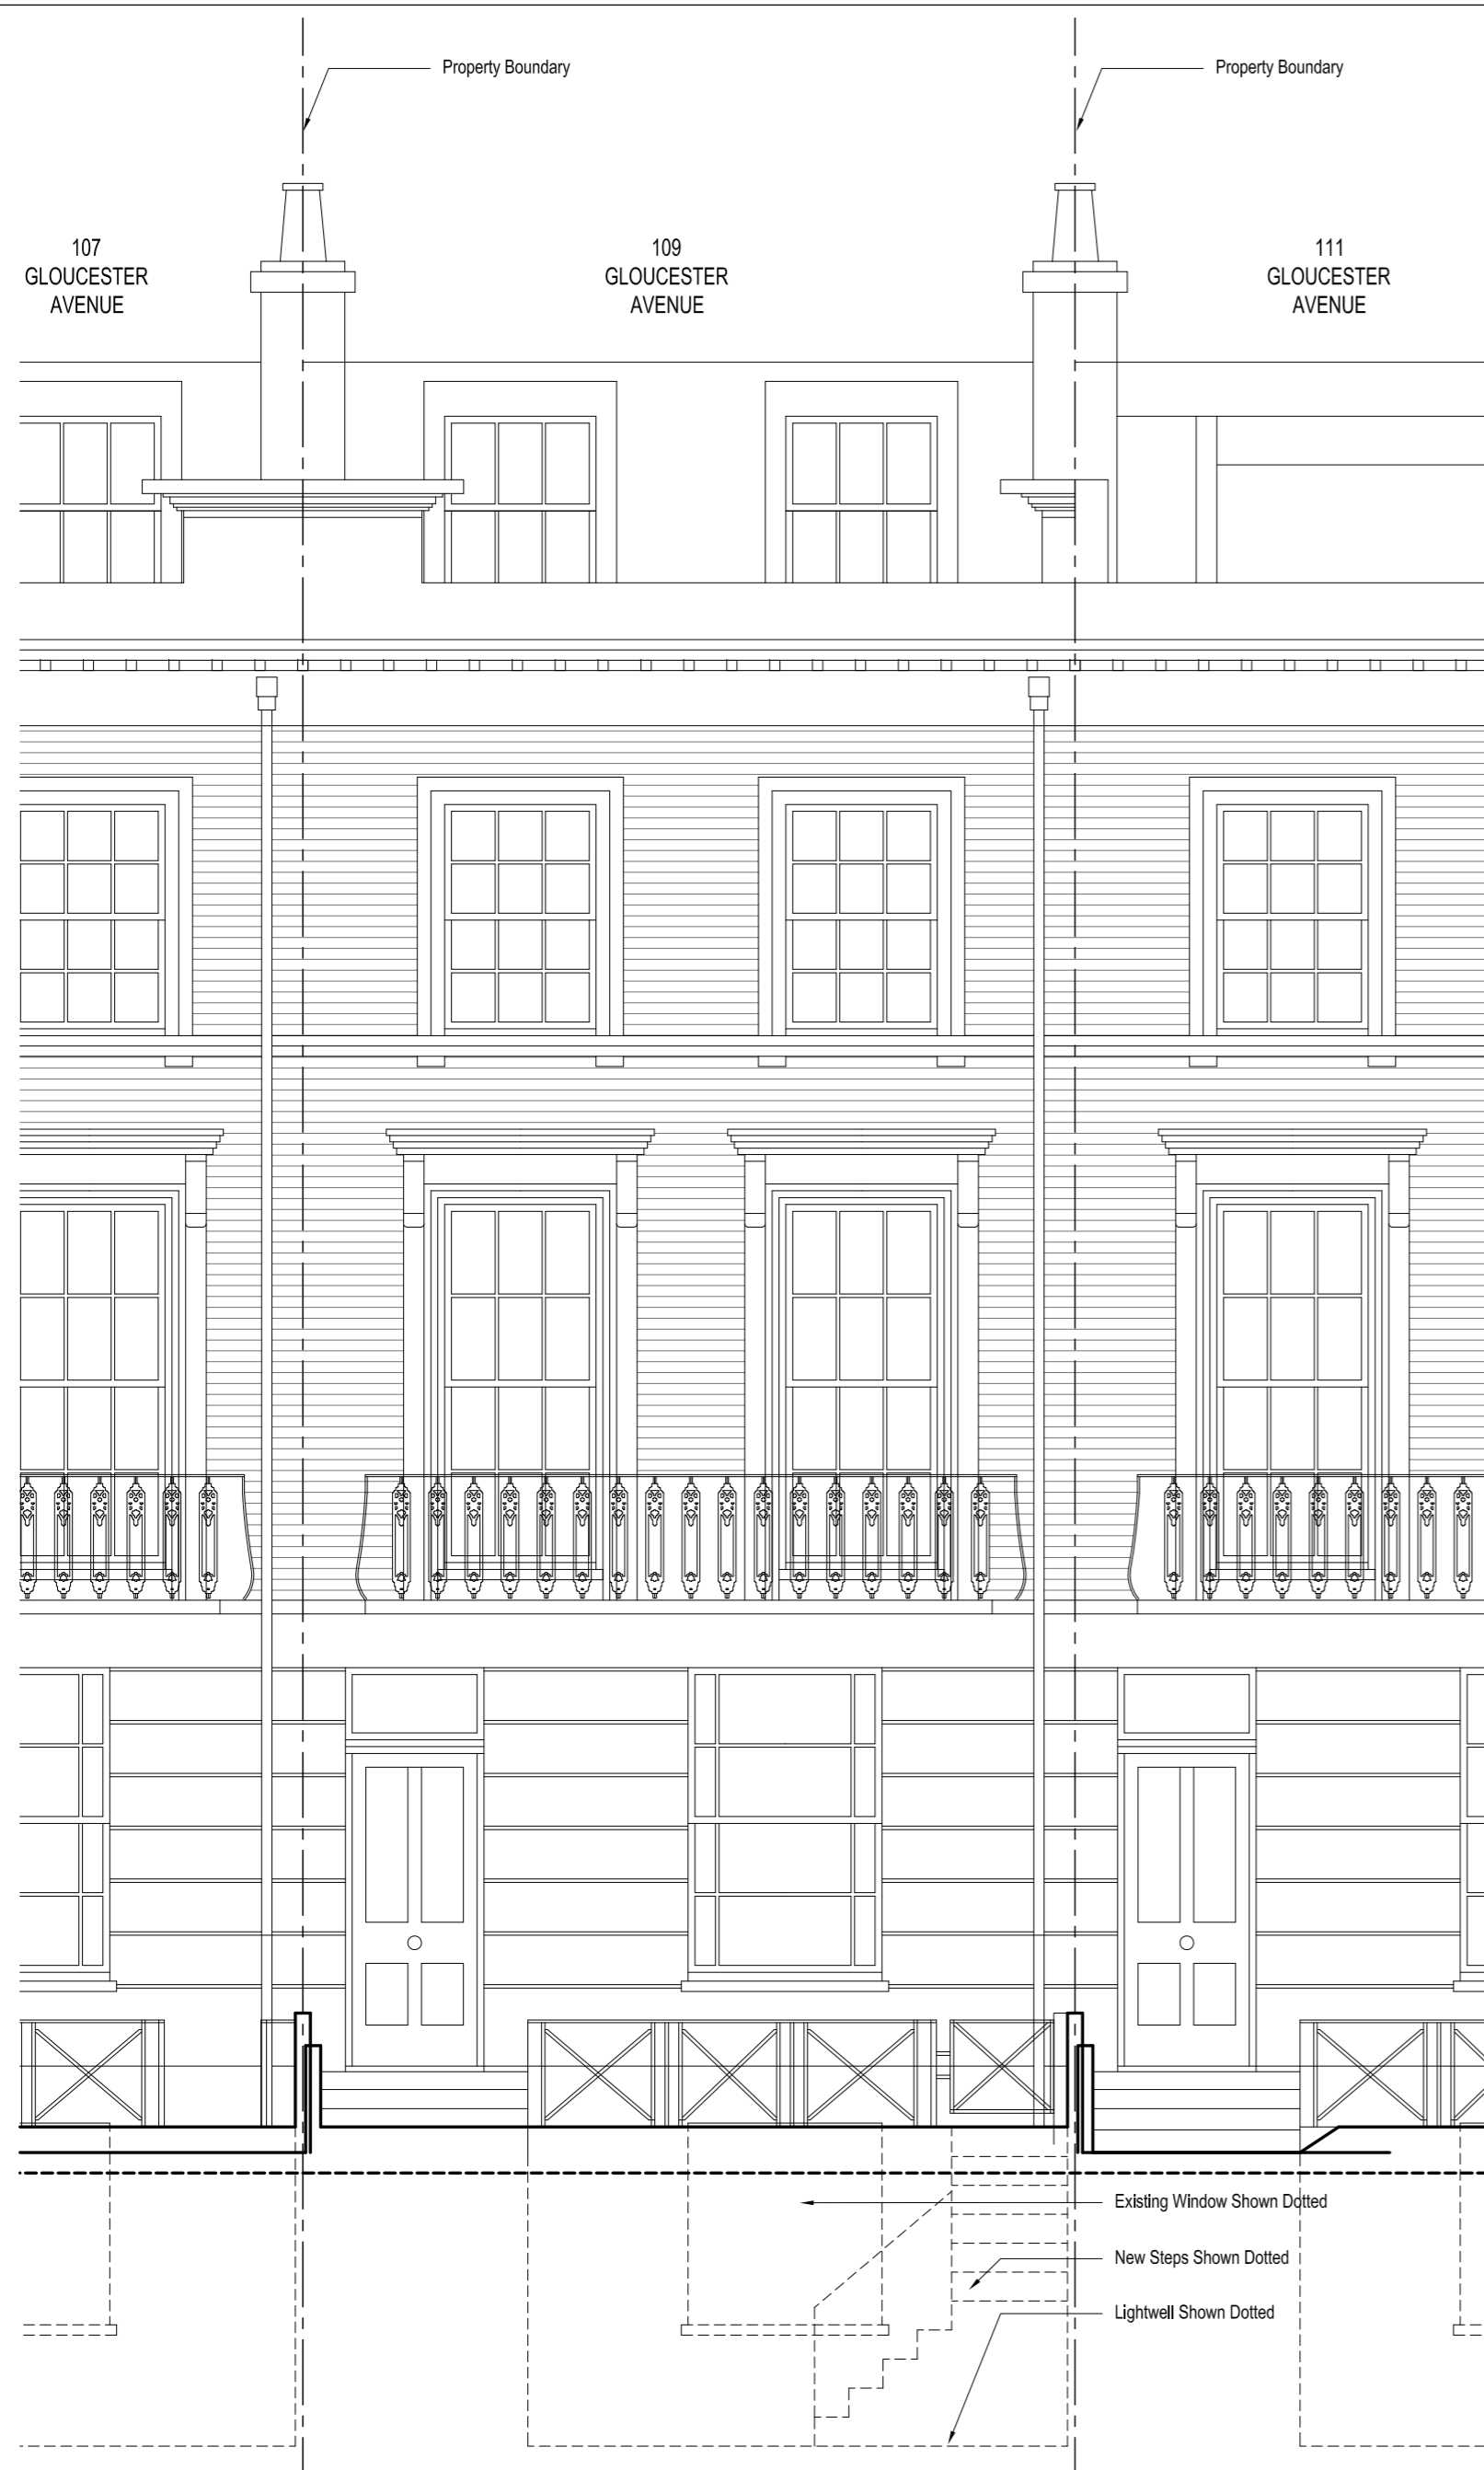 Property Boundary
Property Boundary
107
GLOUCESTER
AVENUE
109
GLOUCESTER
AVENUE
111
GLOUCESTER
AVENUE
Existing Window Shown Dotted
New Steps Shown Dotted
Lightwell Shown Dotted